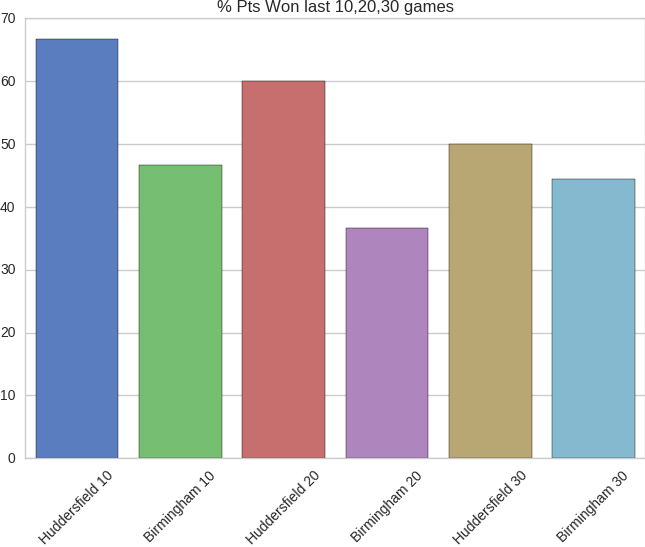 % Pts Won last 10,20,30 games
70
60
50
40
30
20
10
0
Huddersfield 10
Birmingham 10
Huddersfield 20
Birmingham 20
Huddersfield 30
Birmingham 30